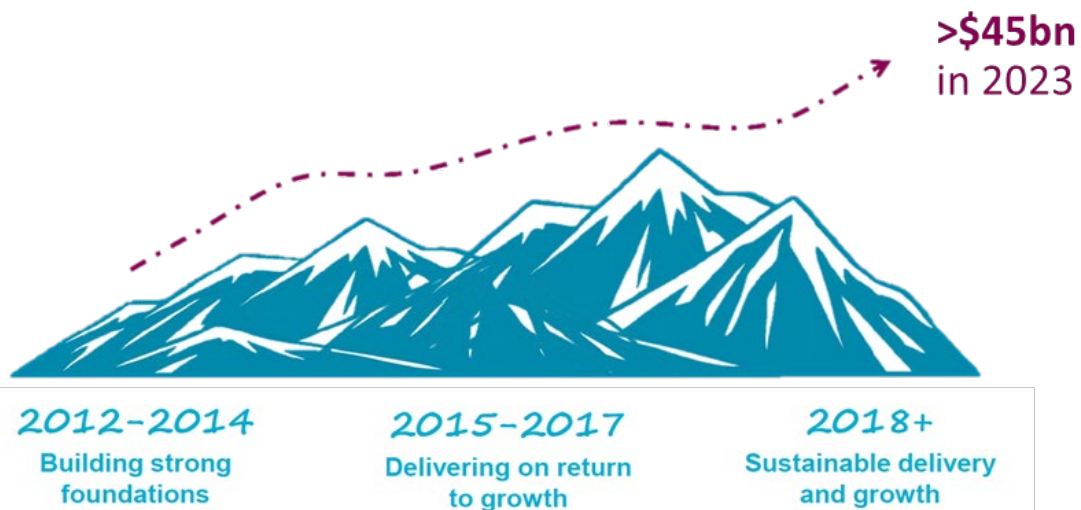 >$45bn
in 2023
2012-2014
Building strong
foundations
2015-2017
Delivering on return
to growth
2018+
Sustainable delivery
and growth